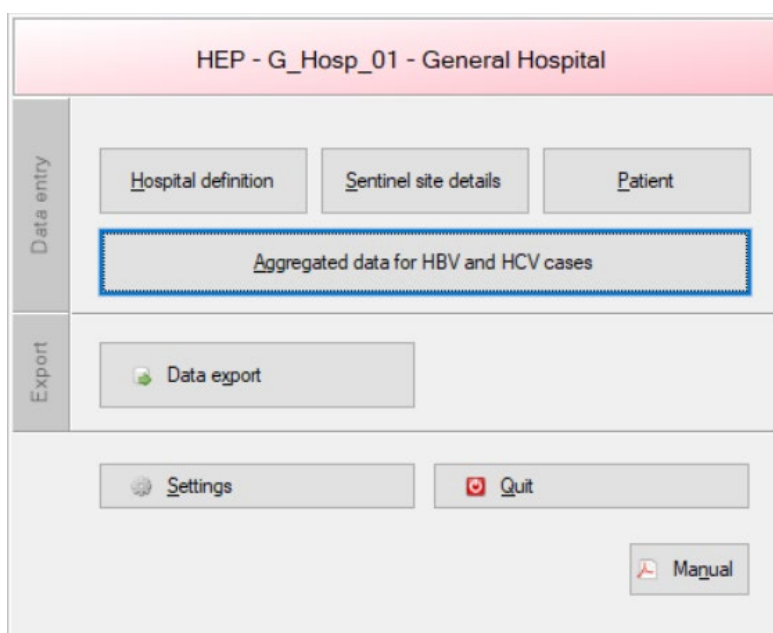 HEP - G_Hosp_01 - General Hospital
Data entry
Hospital definition
Sentinel site details
Patient
Aggregated data for HBV and HCV cases
Export
Data export
Settings
Quit
Manual